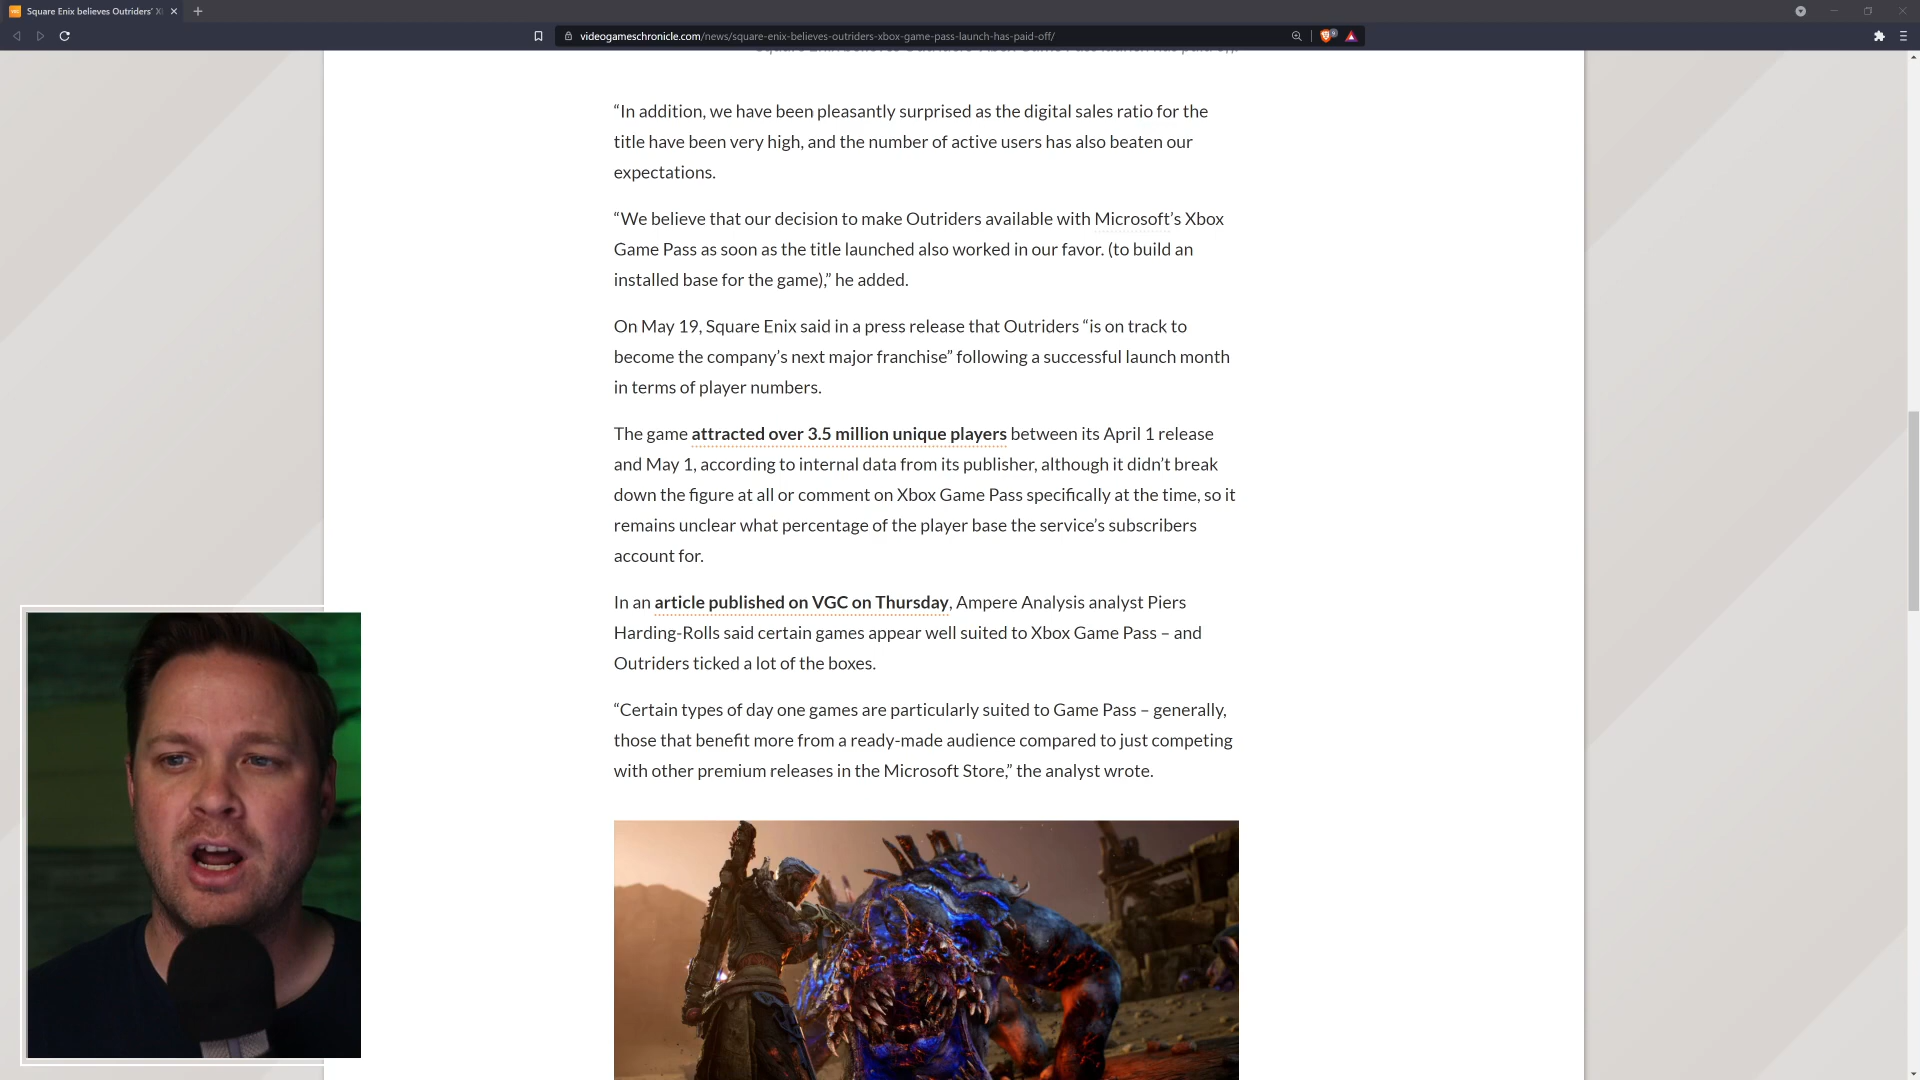 Square Enix believes Outriders' X
videogameschronicle.com/news/square-enix-believes-outriders-xbox-game-pass-launch-has-paid-off/
“In addition, we have been pleasantly surprised as the digital sales ratio for the
title have been very high, and the number of active users has also beaten our
expectations.
“We believe that our decision to make Outriders available with Microsoft’s Xbox
Game Pass as soon as the title launched also worked in our favor. (to build an
installed base for the game),” he added.
On May 19, Square Enix said in a press release that Outriders “is on track to
become the company’s next major franchise” following a successful launch month
in terms of player numbers.
The game attracted over 3.5 million unique players between its April 1 release
and May 1, according to internal data from its publisher, although it didn’t break
down the figure at all or comment on Xbox Game Pass specifically at the time, so it
remains unclear what percentage of the player base the service’s subscribers
account for.
In an article published on VGC on Thursday, Ampere Analysis analyst Piers
Harding-Rolls said certain games appear well suited to Xbox Game Pass – and
Outriders ticked a lot of the boxes.
“Certain types of day one games are particularly suited to Game Pass – generally,
those that benefit more from a ready-made audience compared to just competing
with other premium releases in the Microsoft Store,” the analyst wrote.